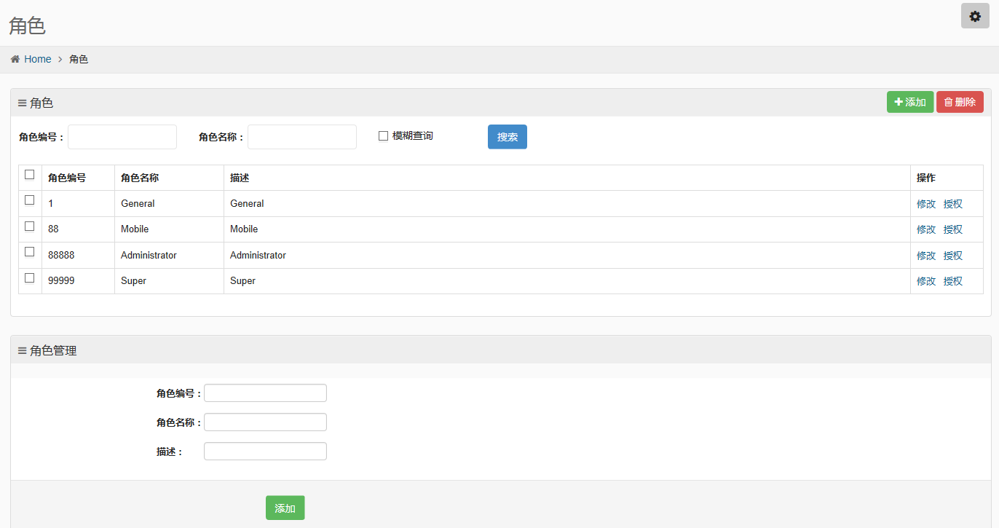 角色
Home 角色
角色 添加 删除
角色编号： 角色名称： 模糊查询 搜索
角色编号 角色名称 描述 操作
1 General General 修改 授权
88 Mobile Mobile 修改 授权
88888 Administrator Administrator 修改 授权
99999 Super Super 修改 授权
角色管理
角色编号：
角色名称：
描述：
添加